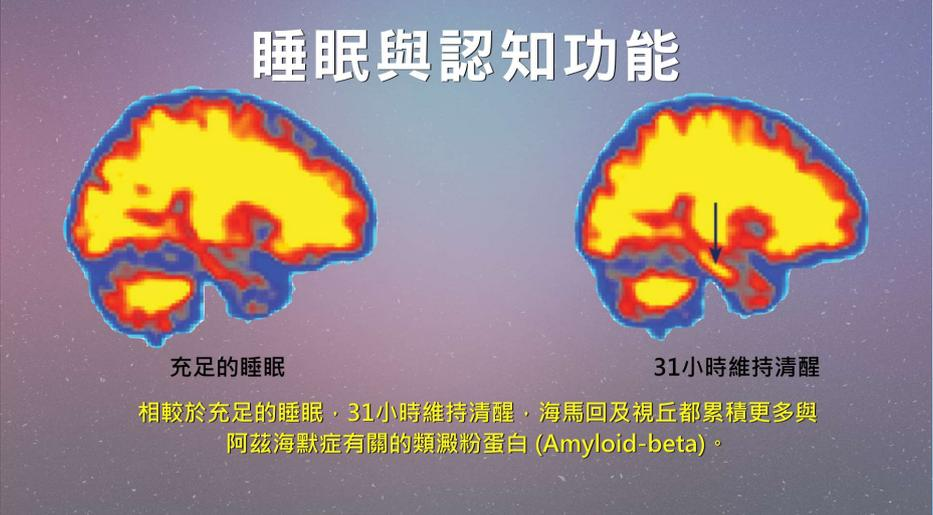 睡眠與認知功能
充足的睡眠
31小時維持清醒
相較於充足的睡眠，31小時維持清醒，海馬回及視丘都累積更多與
阿茲海默症有關的類澱粉蛋白 (Amyloid-beta)。